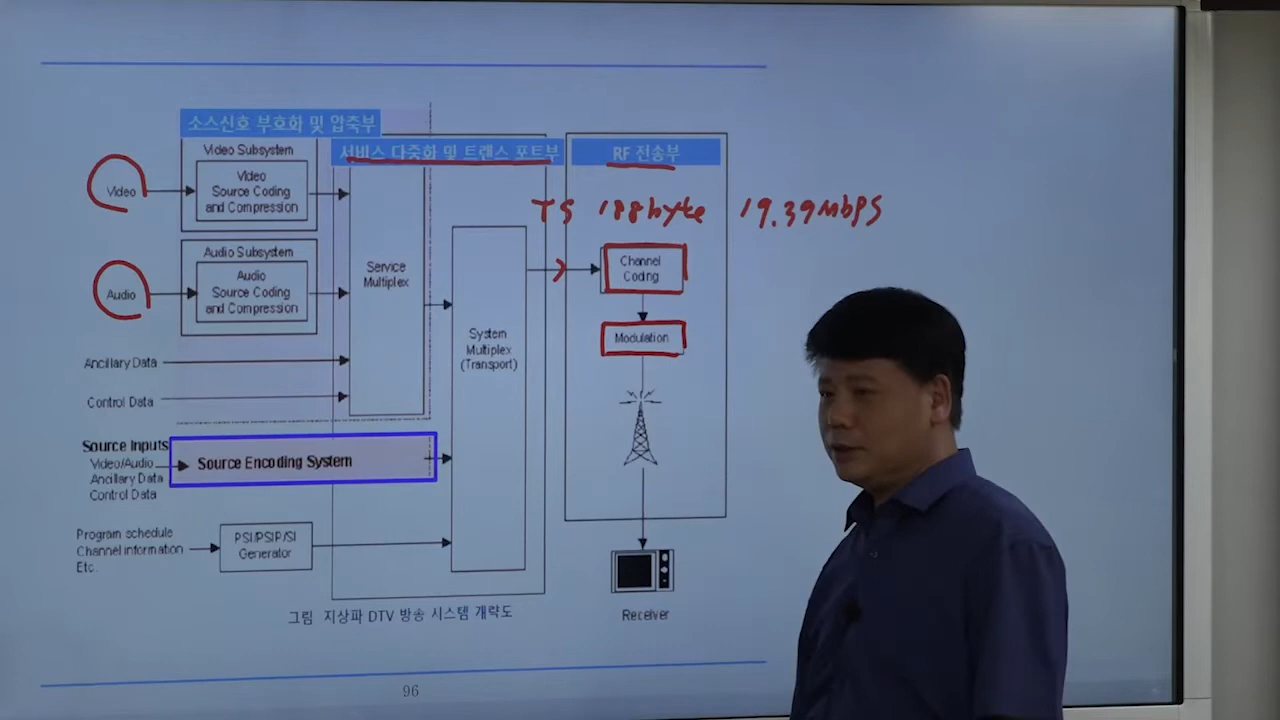 소스신호 부호화 및 압축부
서비스 다중화 및 트랜스 포트부
RF 전송부
Video Subsystem
Video
Video
Source Coding
and Compression
TS 188byte 19.39Mbps
Audio Subsystem
Audio
Audio
Source Coding
and Compression
Service
Multiplex
Channel
Coding
System
Multiplex
(Transport)
Modulation
Ancillary Data
Control Data
Source Inputs
Video/Audio
Ancillary Data
Control Data
Source Encoding System
Program schedule
Channel information
Etc.
PSI/PSIP/SI
Generator
Receiver
그림 지상파 DTV 방송 시스템 개략도
96